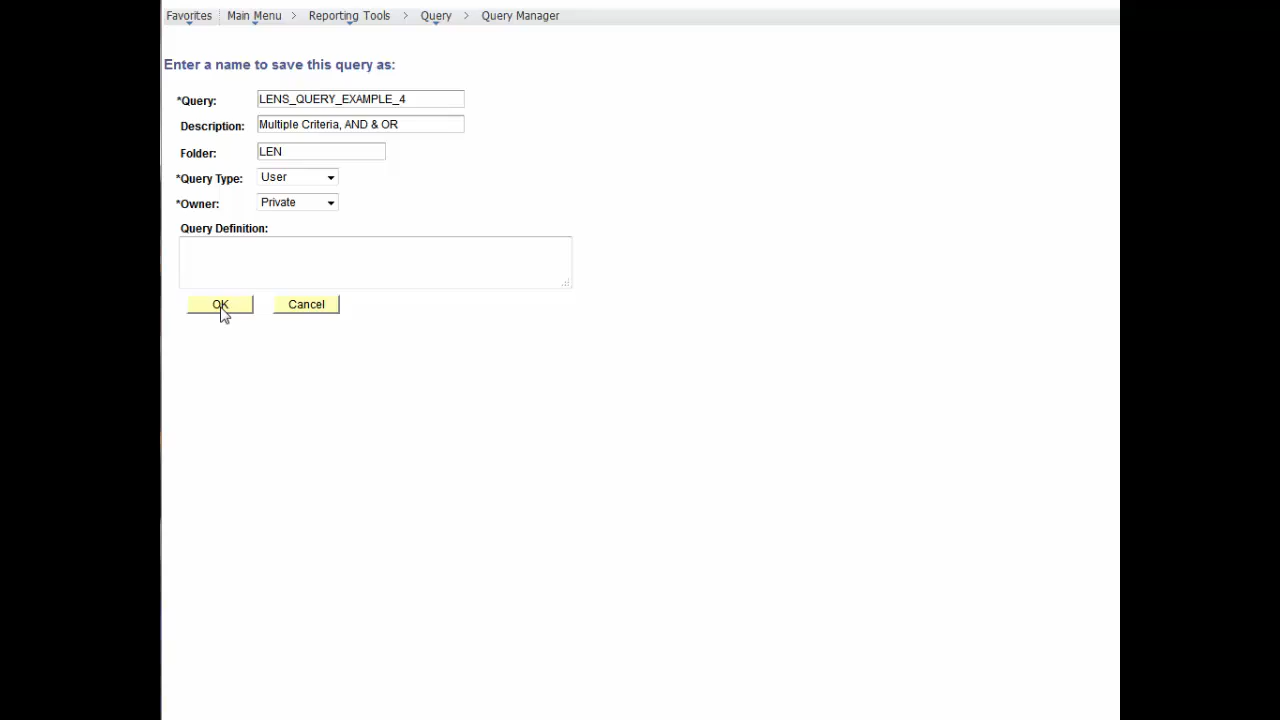 Favorites Main Menu > Reporting Tools > Query > Query Manager
Enter a name to save this query as:
*Query: LENS_QUERY_EXAMPLE_4
Description: Multiple Criteria, AND & OR
Folder: LEN
*Query Type: User
*Owner: Private
Query Definition:
OK Cancel